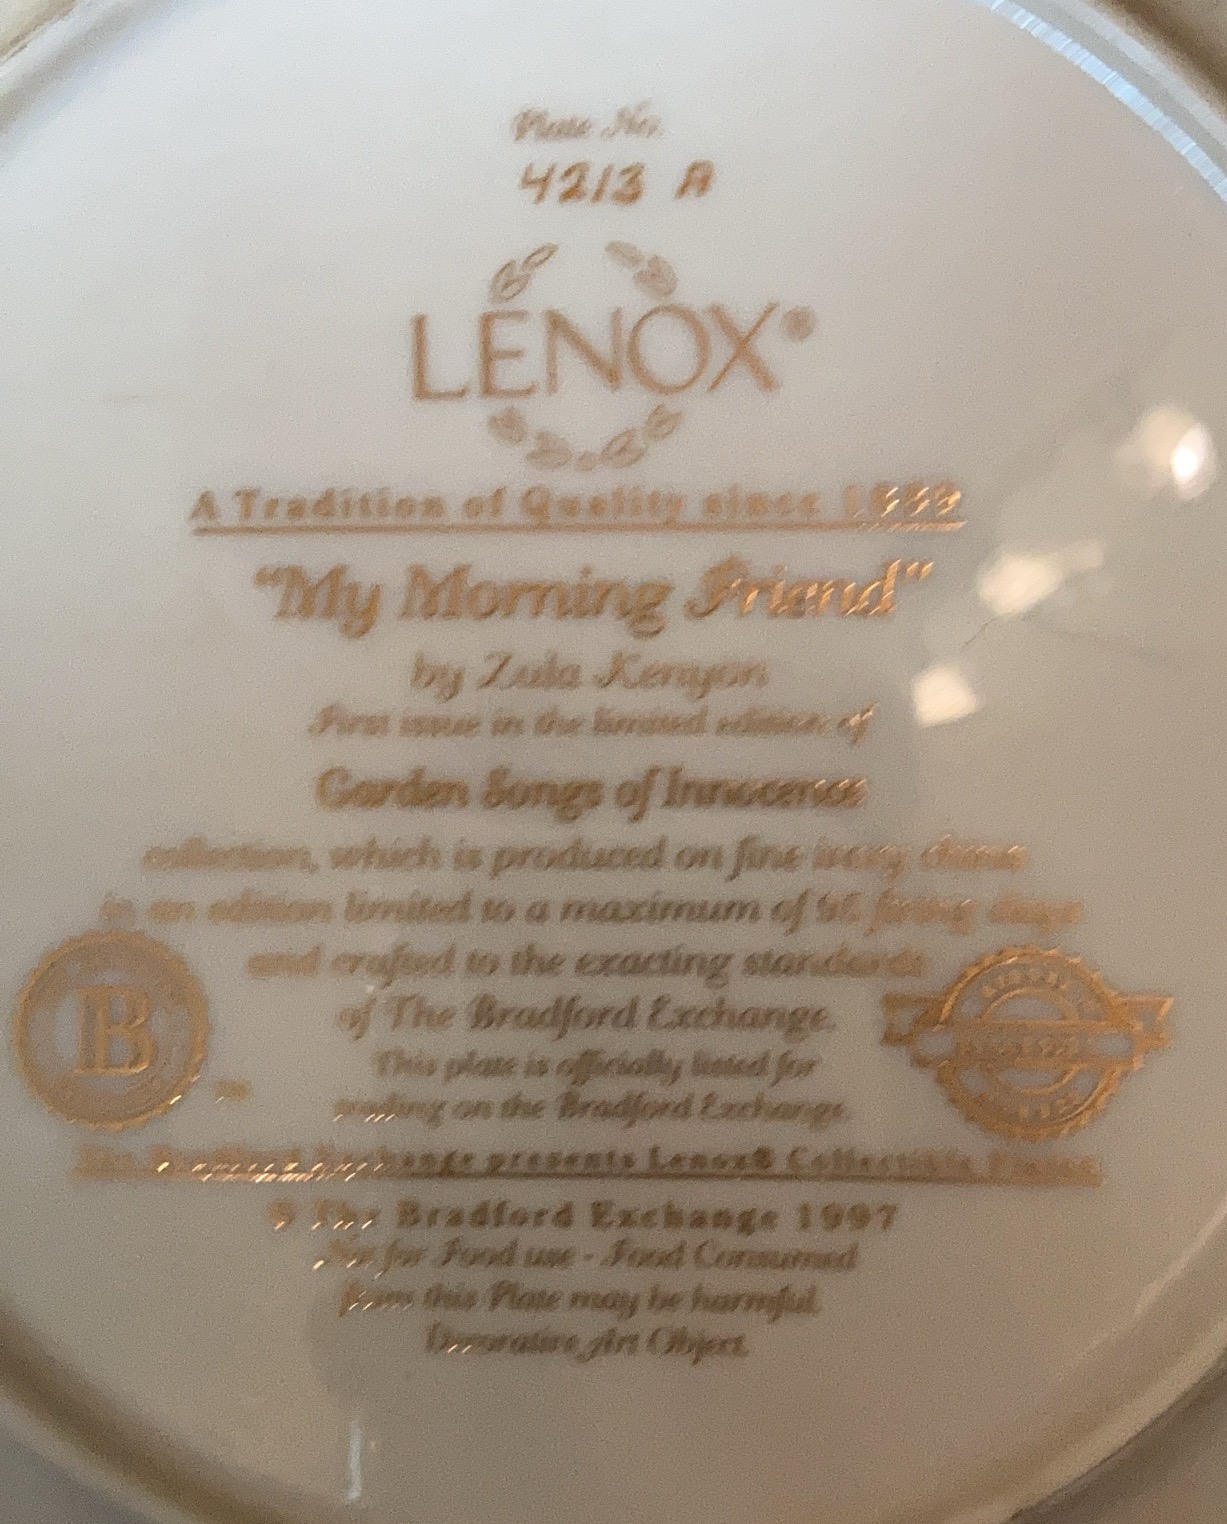 Plate No.
4213 A
LENOX®
A Tradition of Quality since 1889
"My Morning Friend"
by Zula Kenyon
First issue in the limited edition of
Garden Songs of Innocence
collection, which is produced on fine ivory china
in an edition limited to a maximum of 95 firing days
and crafted to the exacting standards
of The Bradford Exchange.
This plate is officially listed for
trading on the Bradford Exchange.
B
™
The Bradford Exchange presents Lenox® Collectible Plates
© The Bradford Exchange 1997
Not for Food use - Food Consumed
from this Plate may be harmful.
Decorative Art Object.